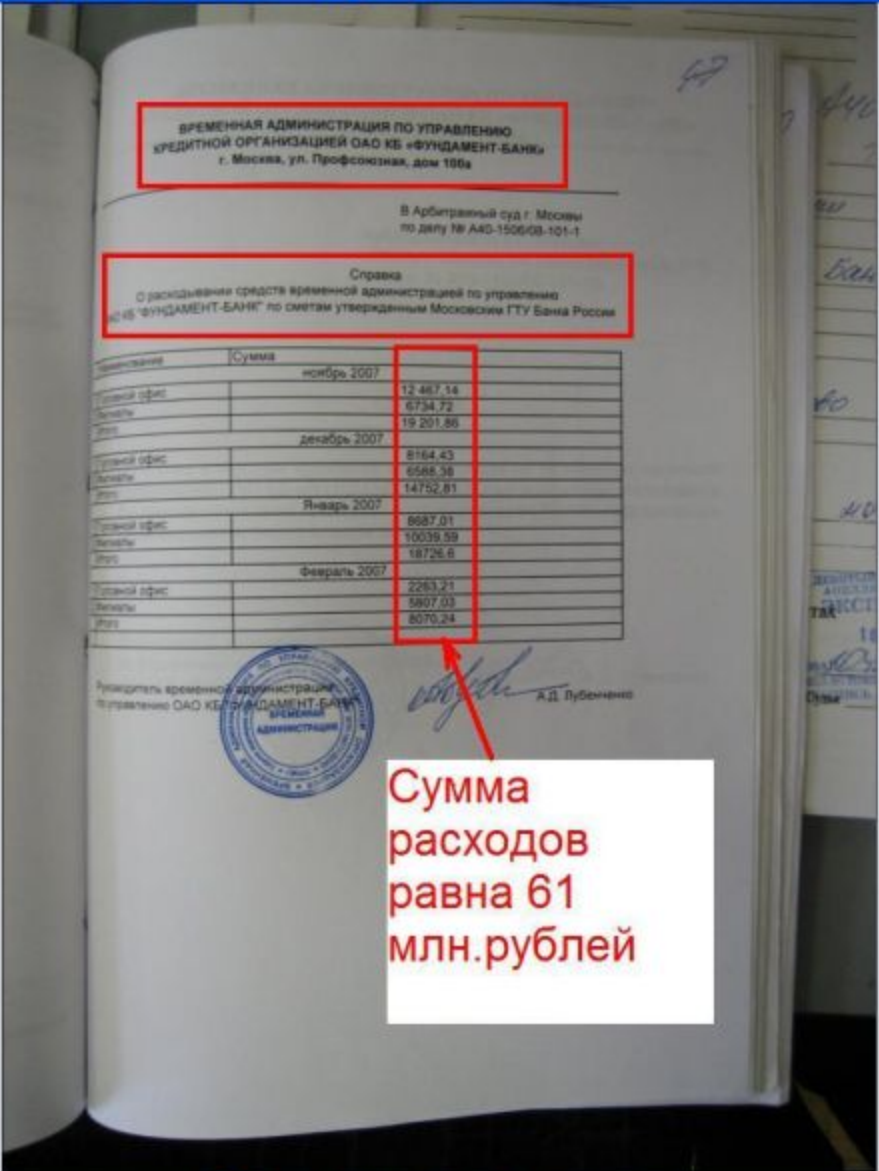 47
ВРЕМЕННАЯ АДМИНИСТРАЦИЯ ПО УПРАВЛЕНИЮ
КРЕДИТНОЙ ОРГАНИЗАЦИЕЙ ОАО КБ «ФУНДАМЕНТ-БАНК»
г. Москва, ул. Профсоюзная, дом 108а
В Арбитражный суд г. Москвы
по делу № А40-1506/08-101-1
Справка
О расходывании средств временной администрацией по управлению
ОАО КБ "ФУНДАМЕНТ-БАНК" по сметам утвержденным Московским ГТУ Банка России
Наименование Сумма
ноябрь 2007
Головной офис 12 467,14
Филиалы 6734,72
Итого 19 201,86
декабрь 2007
Головной офис 8164,43
Филиалы 6588,38
Итого 14752,81
Январь 2007
Головной офис 8687,01
Филиалы 10039,59
Итого 18726,6
Февраль 2007
Головной офис 2263,21
Филиалы 5807,03
Итого 8070,24
Руководитель временной администрации
по управлению ОАО КБ "ФУНДАМЕНТ-БАНК"
А.Д. Лубенченко
ВРЕМЕННАЯ
АДМИНИСТРАЦИЯ
Сумма
расходов
равна 61
млн.рублей